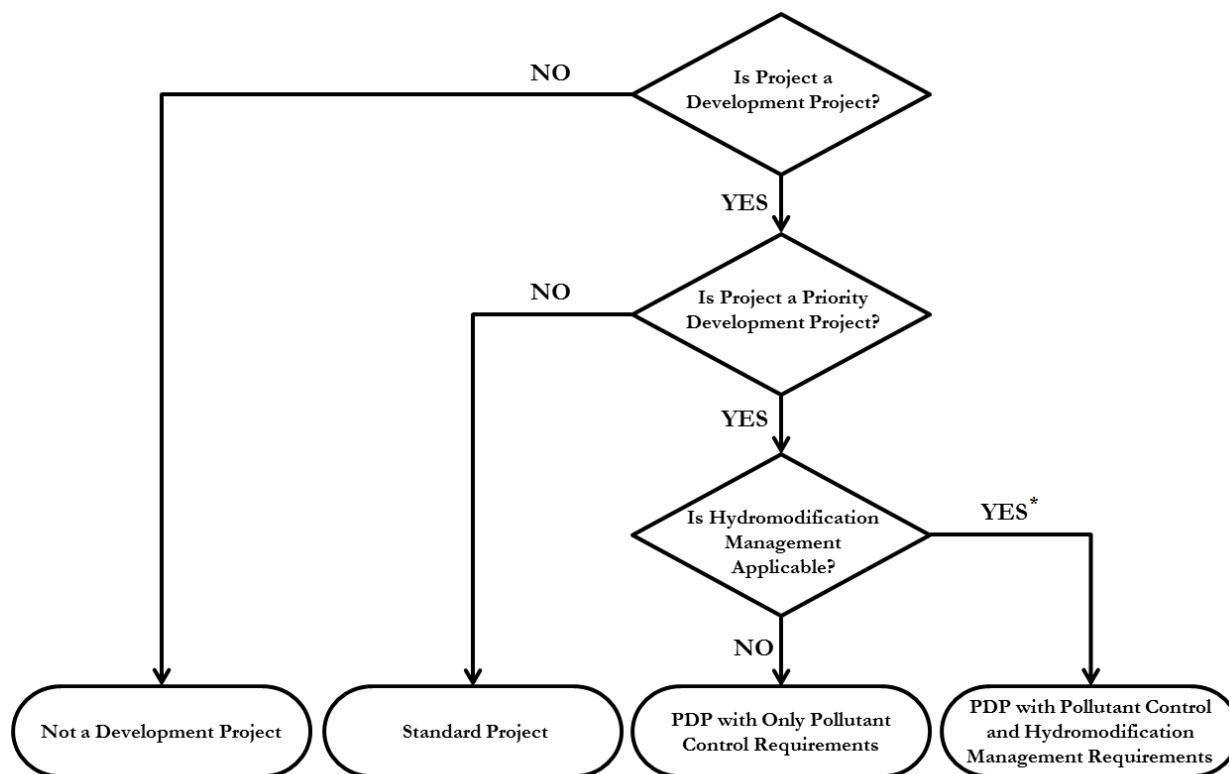 NO
Is Project a
Development Project?
YES
NO
Is Project a Priority
Development Project?
YES
Is Hydromodification
Management
Applicable?
YES*
NO
Not a Development Project
Standard Project
PDP with Only Pollutant
Control Requirements
PDP with Pollutant Control
and Hydromodification
Management Requirements